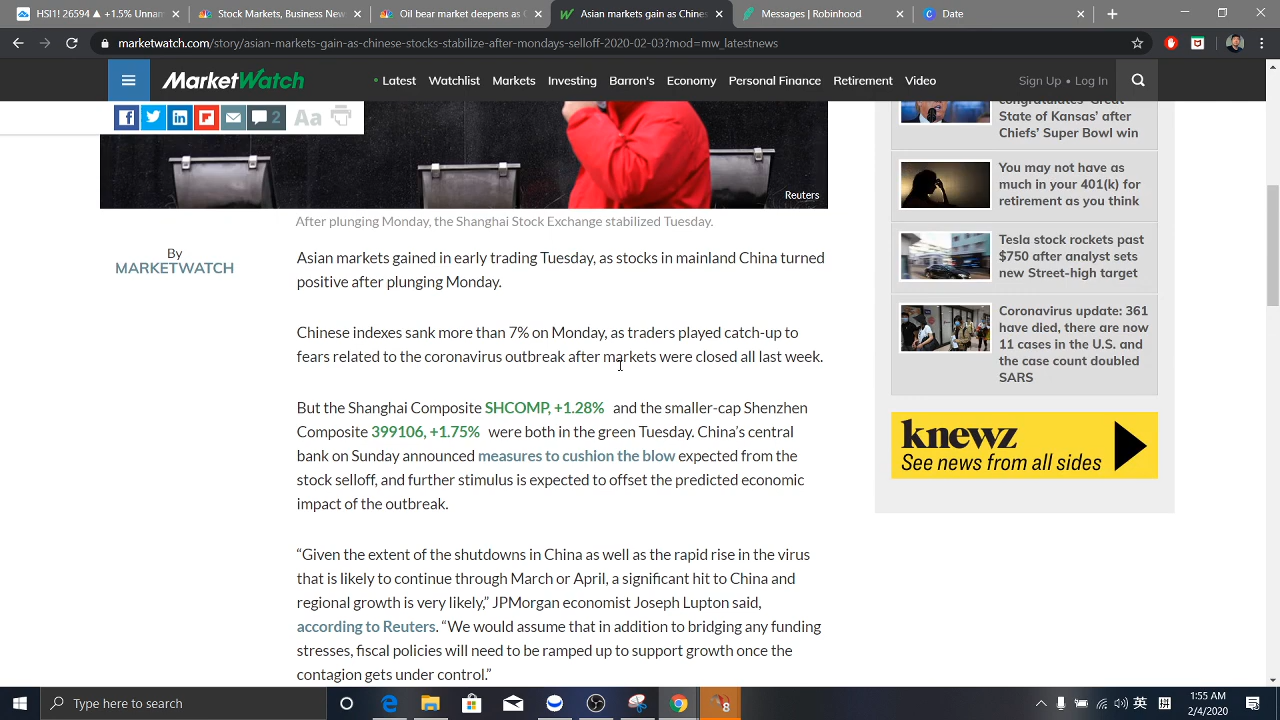 HSI1! 27035.0 ▲ +1.5% Unnam
Stock Markets, Business News
Oil bear market deepens as C
Asian markets gain as Chines
Messages | Robinhood
Date
marketwatch.com/story/asian-markets-gain-as-chinese-stocks-stabilize-after-mondays-selloff-2020-02-03?mod=mw_latestnews
MarketWatch
• Latest Watchlist Markets Investing Barron's Economy Personal Finance Retirement Video
Sign Up • Log In
2
Aa
Reuters
After plunging Monday, the Shanghai Stock Exchange stabilized Tuesday.
By
MARKETWATCH
Asian markets gained in early trading Tuesday, as stocks in mainland China turned
positive after plunging Monday.
Chinese indexes sank more than 7% on Monday, as traders played catch-up to
fears related to the coronavirus outbreak after markets were closed all last week.
But the Shanghai Composite SHCOMP, +1.28% and the smaller-cap Shenzhen
Composite 399106, +1.75% were both in the green Tuesday. China's central
bank on Sunday announced measures to cushion the blow expected from the
stock selloff, and further stimulus is expected to offset the predicted economic
impact of the outbreak.
“Given the extent of the shutdowns in China as well as the rapid rise in the virus
that is likely to continue through March or April, a significant hit to China and
regional growth is very likely,” JPMorgan economist Joseph Lupton said,
according to Reuters. “We would assume that in addition to bridging any funding
stresses, fiscal policies will need to be ramped up to support growth once the
contagion gets under control.”
congratulates ‘Great
State of Kansas’ after
Chiefs’ Super Bowl win
You may not have as
much in your 401(k) for
retirement as you think
Tesla stock rockets past
$750 after analyst sets
new Street-high target
Coronavirus update: 361
have died, there are now
11 cases in the U.S. and
the case count doubled
SARS
knewz
See news from all sides
Type here to search
英
拼
1:55 AM
2/4/2020